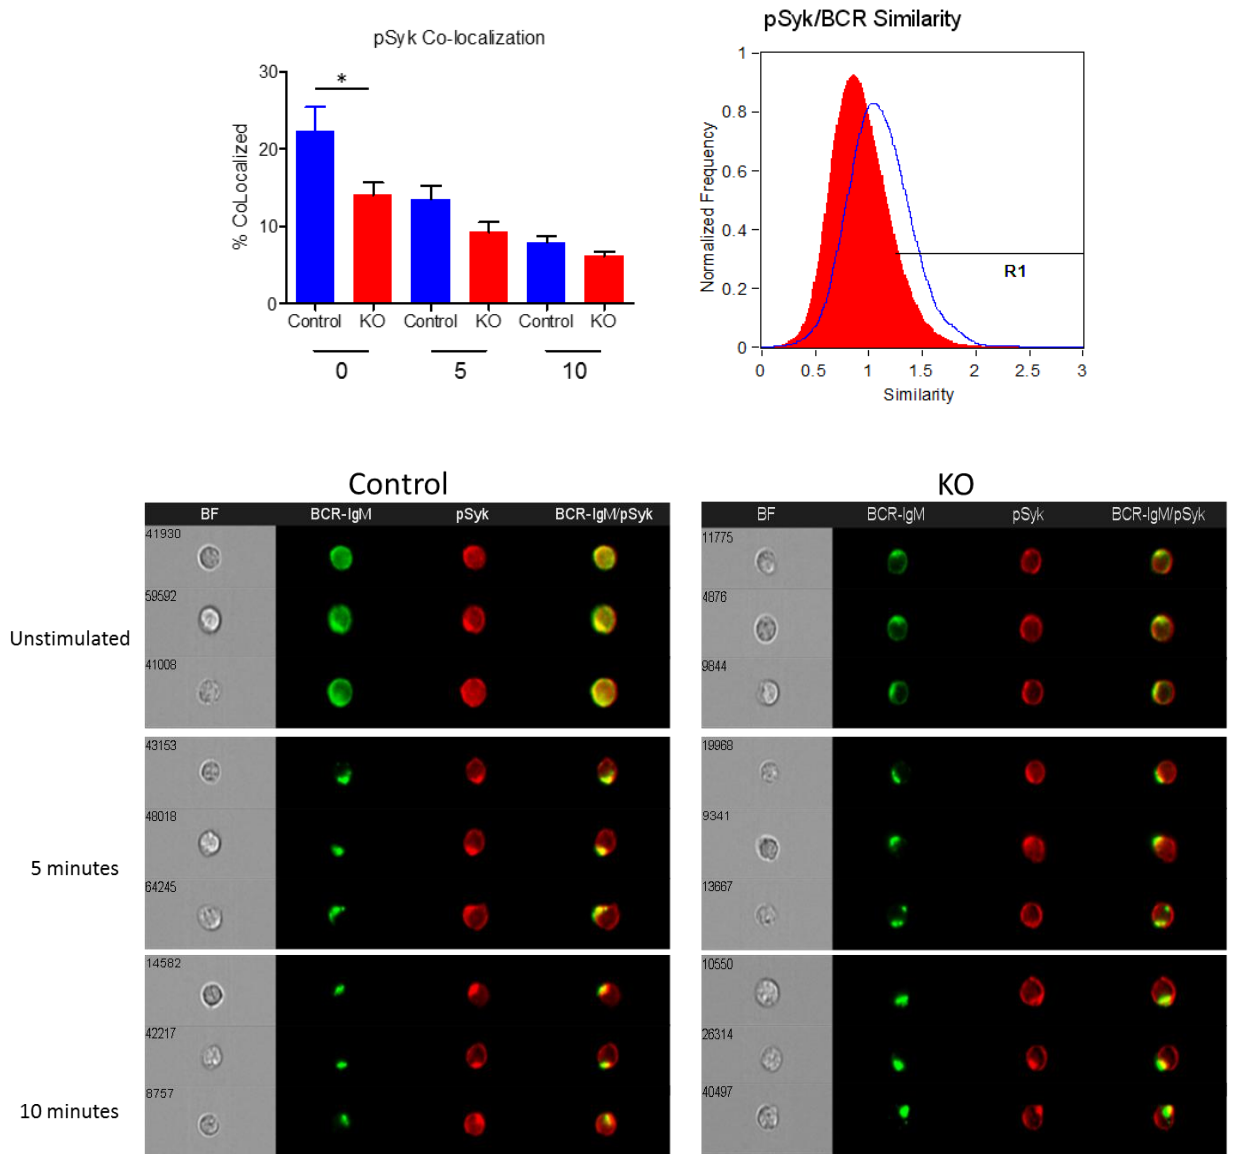 pSyk Co-localization
*
% CoLocalized
30
20
10
0
Control KO Control KO Control KO
0 5 10
pSyk/BCR Similarity
Normalized Frequency
1
0.8
0.6
0.4
0.2
0
R1
0 0.5 1 1.5 2 2.5 3
Similarity
Control
BF BCR-IgM pSyk BCR-IgM/pSyk
Unstimulated
41930
59592
41008
5 minutes
43153
48018
64245
10 minutes
14582
42217
8757
KO
BF BCR-IgM pSyk BCR-IgM/pSyk
11775
4876
9844
19968
9341
13667
10550
26314
40497